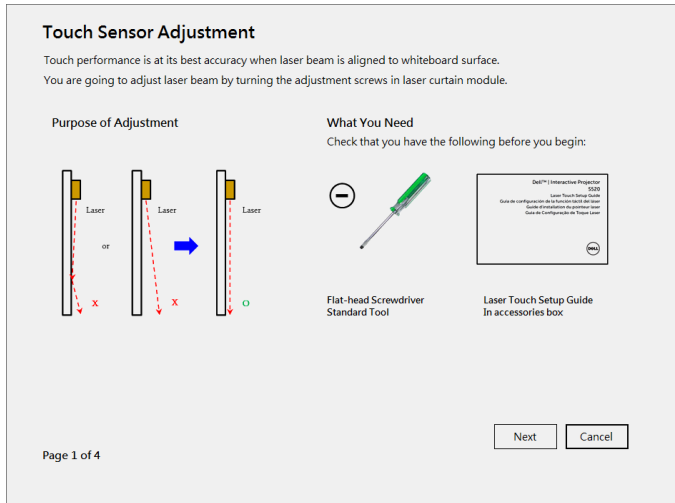 Touch Sensor Adjustment
Touch performance is at its best accuracy when laser beam is aligned to whiteboard surface.
You are going to adjust laser beam by turning the adjustment screws in laser curtain module.
Purpose of Adjustment
Laser
or
X
Laser
X
Laser
O
What You Need
Check that you have the following before you begin:
Dell™ | Interactive Projector
S520
Laser Touch Setup Guide
Guía de configuración de la función táctil del láser
Guide d'installation du pointeur laser
Guia de Configuração de Toque Laser
DELL
Flat-head Screwdriver
Standard Tool
Laser Touch Setup Guide
In accessories box
Next
Cancel
Page 1 of 4